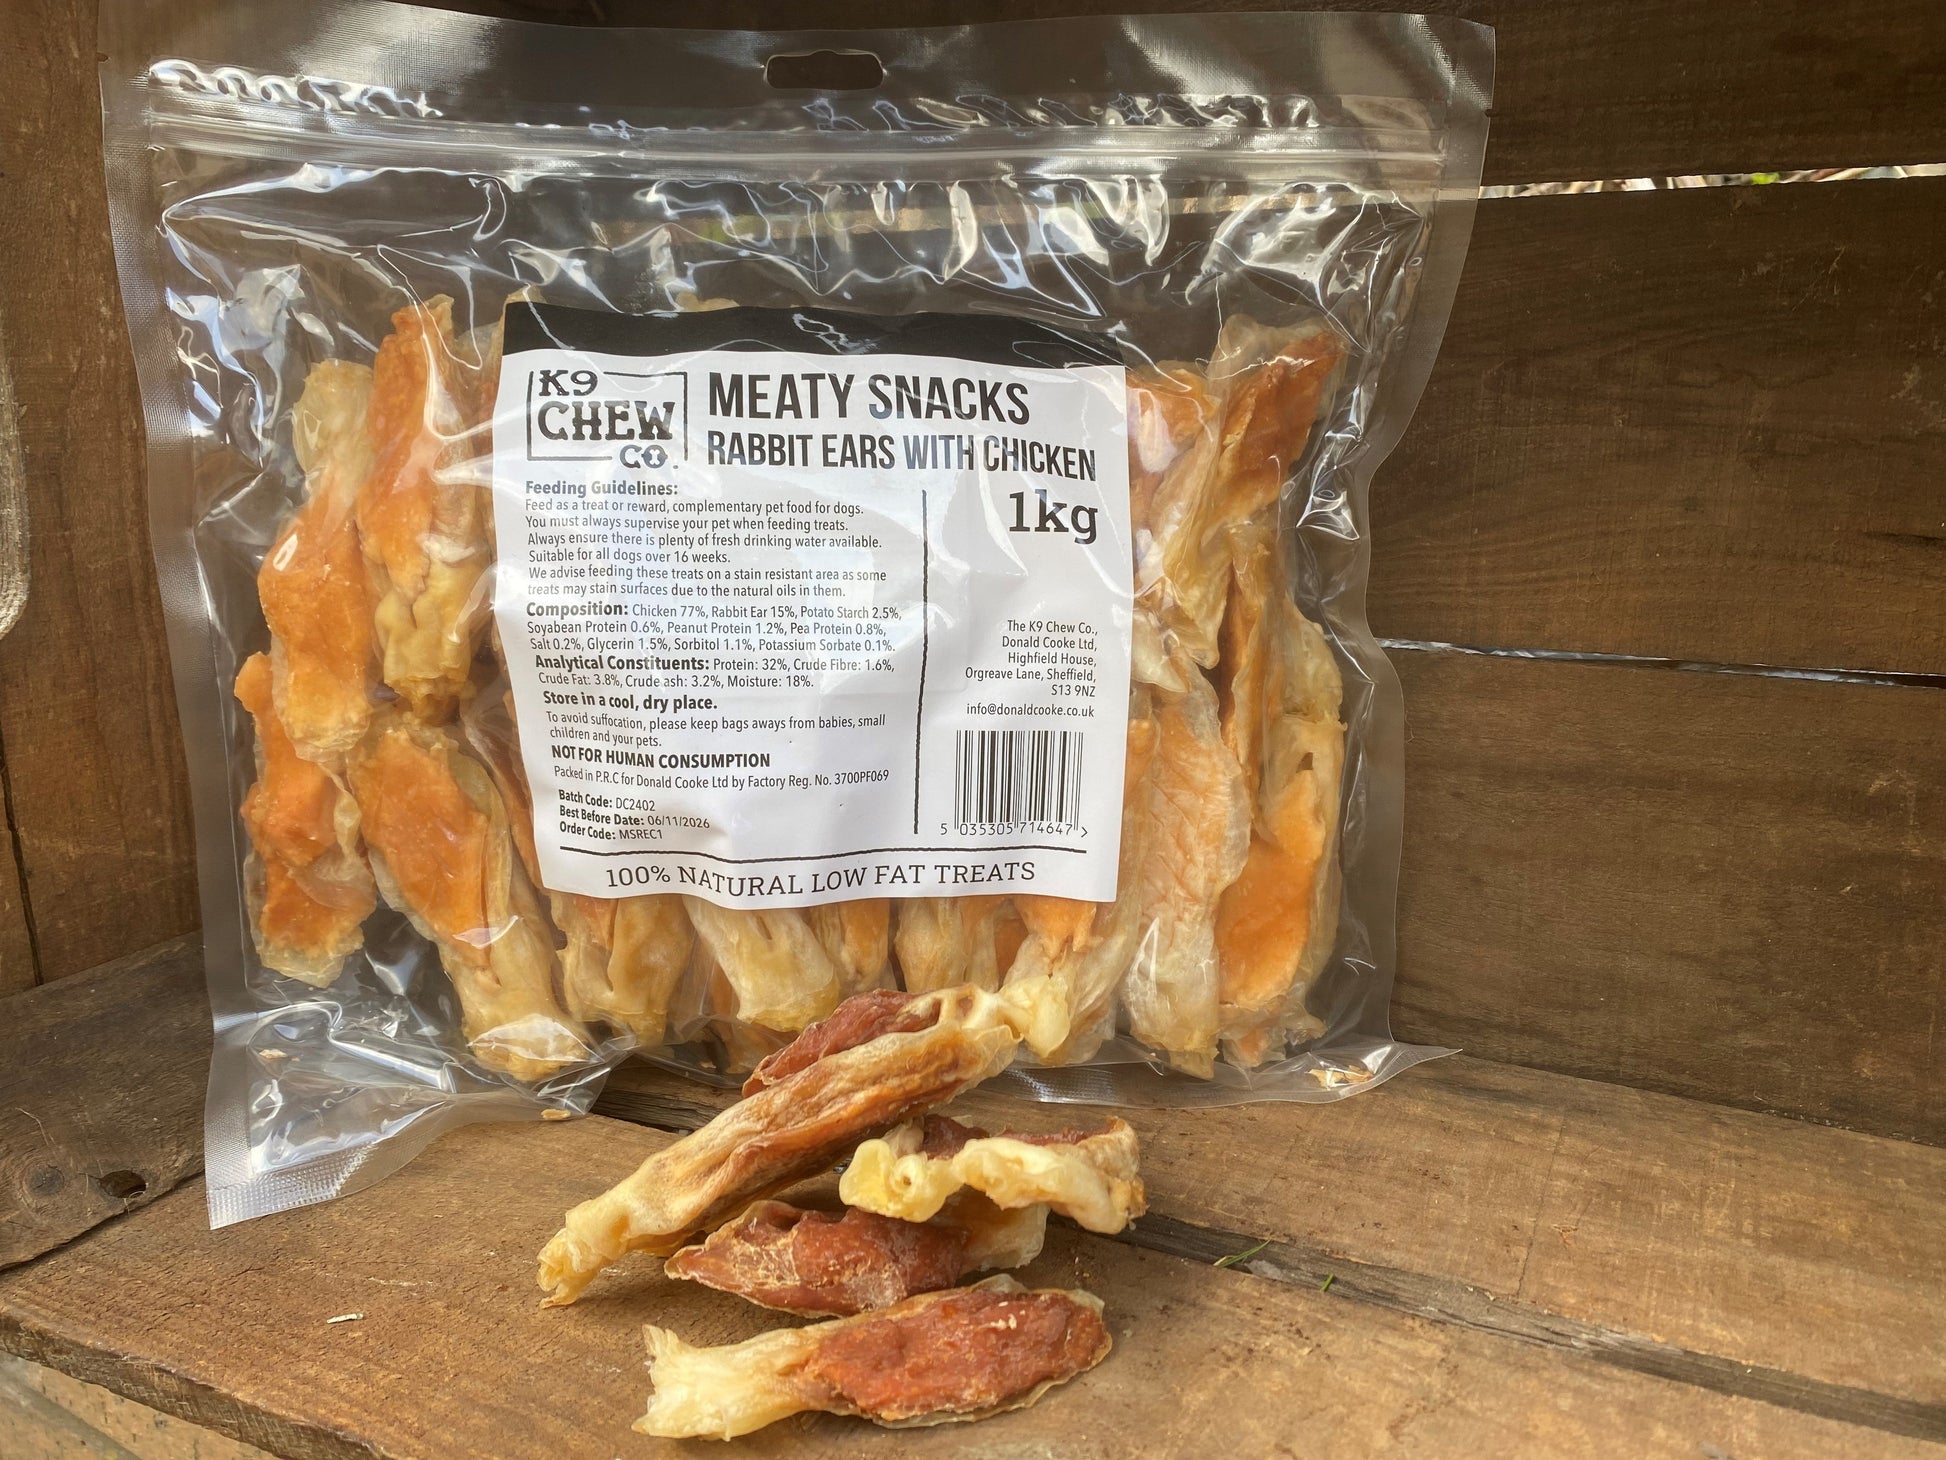 K9
CHEW
CO.
MEATY SNACKS
RABBIT EARS WITH CHICKEN
1kg
Feeding Guidelines:
Feed as a treat or reward, complementary pet food for dogs.
You must always supervise your pet when feeding treats.
Always ensure there is plenty of fresh drinking water available.
Suitable for all dogs over 16 weeks.
We advise feeding these treats on a stain resistant area as some
treats may stain surfaces due to the natural oils in them.
Composition: Chicken 77%, Rabbit Ear 15%, Potato Starch 2.5%,
Soyabean Protein 0.6%, Peanut Protein 1.2%, Pea Protein 0.8%,
Salt 0.2%, Glycerin 1.5%, Sorbitol 1.1%, Potassium Sorbate 0.1%.
Analytical Constituents: Protein: 32%, Crude Fibre: 1.6%,
Crude Fat: 3.8%, Crude ash: 3.2%, Moisture: 18%.
Store in a cool, dry place.
To avoid suffocation, please keep bags aways from babies, small
children and your pets.
NOT FOR HUMAN CONSUMPTION
Packed in P.R.C for Donald Cooke Ltd by Factory Reg. No. 3700PF069
Batch Code: DC2402
Best Before Date: 06/11/2026
Order Code: MSREC1
The K9 Chew Co.,
Donald Cooke Ltd,
Highfield House,
Orgreave Lane, Sheffield,
S13 9NZ
info@donaldcooke.co.uk
5 035305 714647 >
100% NATURAL LOW FAT TREATS